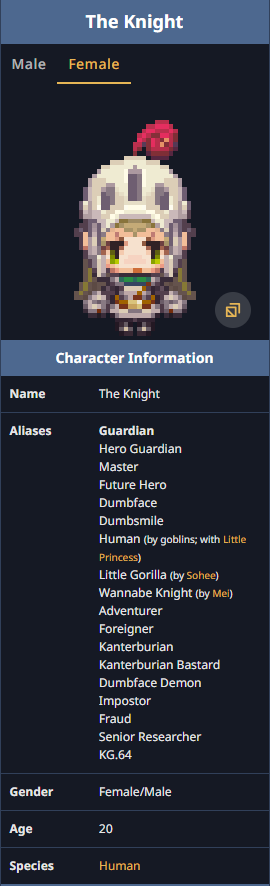 The Knight
Male Female
Character Information
Name The Knight
Aliases Guardian
Hero Guardian
Master
Future Hero
Dumbface
Dumbsmile
Human (by goblins; with Little
Princess)
Little Gorilla (by Sohee)
Wannabe Knight (by Mei)
Adventurer
Foreigner
Kanterburian
Kanterburian Bastard
Dumbface Demon
Impostor
Fraud
Senior Researcher
KG.64
Gender Female/Male
Age 20
Species Human